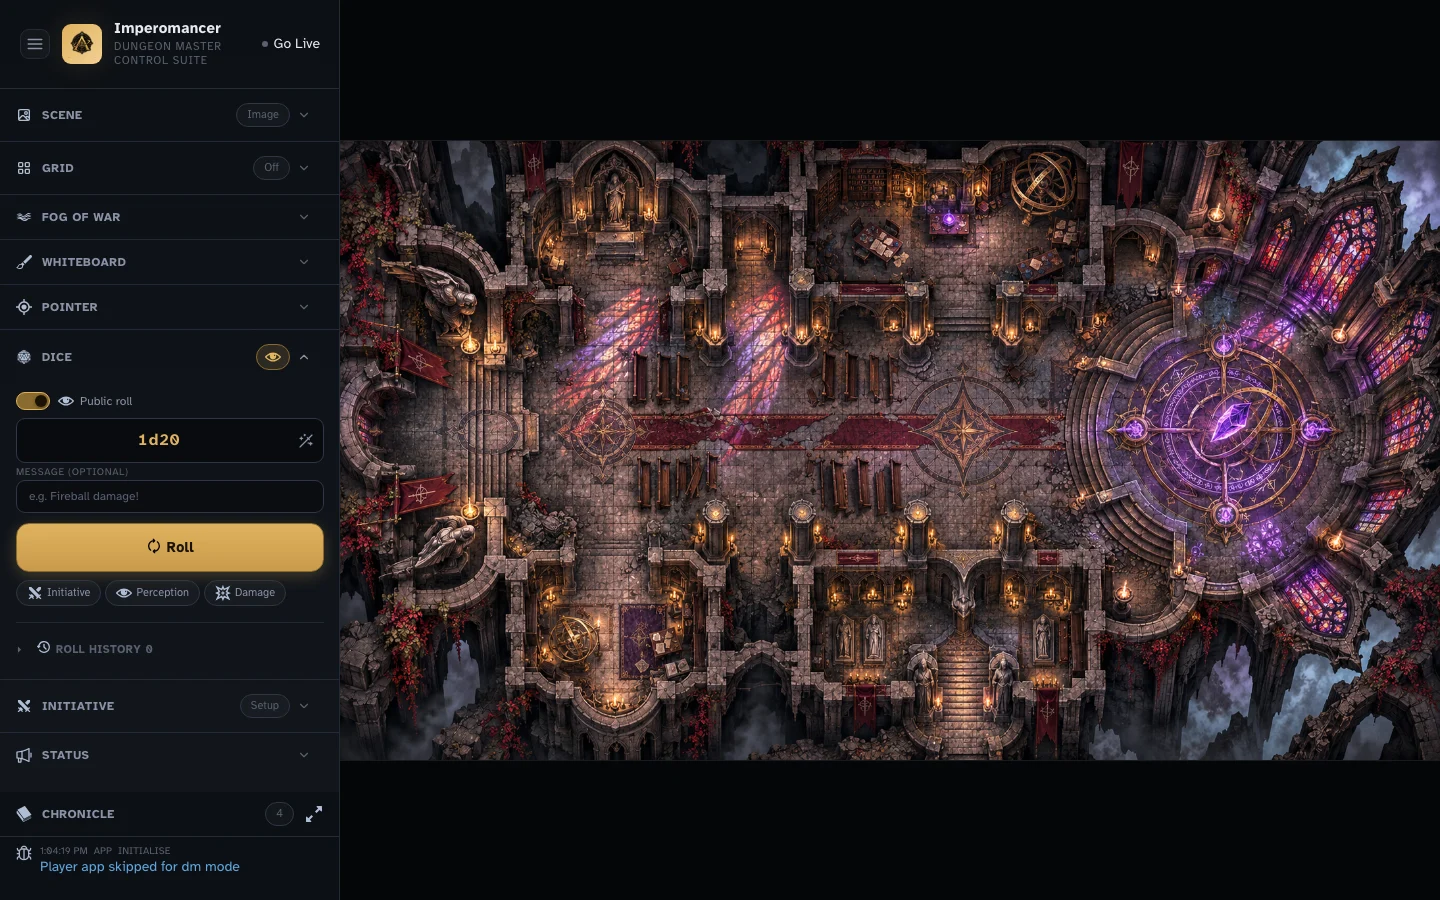 Imperomancer
DUNGEON MASTER
CONTROL SUITE
Go Live
SCENE
Image
GRID
Off
FOG OF WAR
WHITEBOARD
POINTER
DICE
Public roll
1d20
MESSAGE (OPTIONAL)
e.g. Fireball damage!
Roll
Initiative
Perception
Damage
ROLL HISTORY 0
INITIATIVE
Setup
STATUS
CHRONICLE
4
1:04:19 PM APP INITIALISE
Player app skipped for dm mode